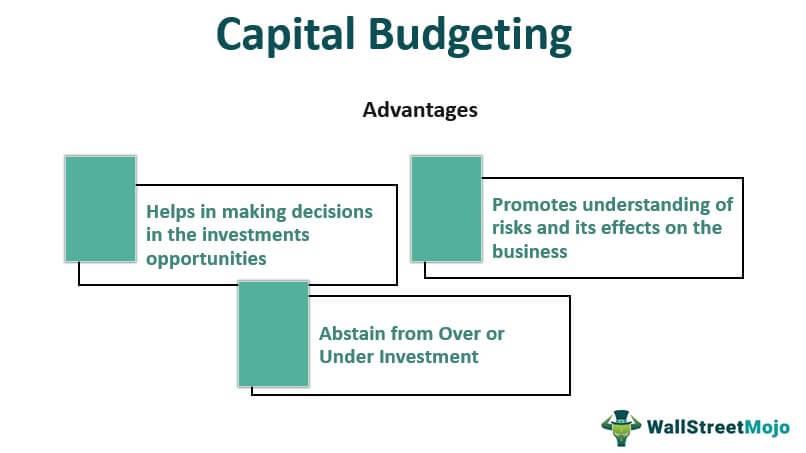 Capital Budgeting
Advantages
Helps in making decisions
in the investments
opportunities
Promotes understanding of
risks and its effects on the
business
Abstain from Over or
Under Investment
WallStreetMojo